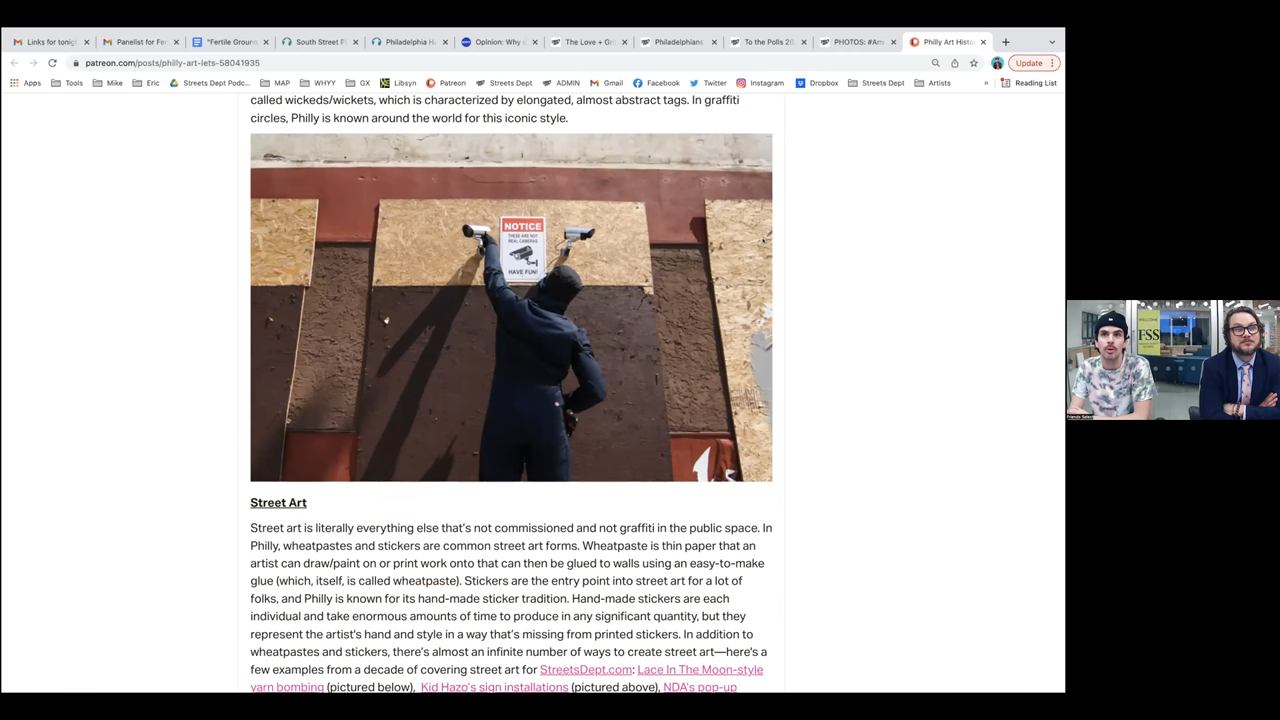 Links for tonig
Panelist for Fer
"Fertile Groun
South Street P
Philadelphia H
Opinion: Why
The Love + Gr
Philadelphians
To the Polls 20
PHOTOS: #Am
Philly Art Histo
patreon.com/posts/philly-art-lets-58041935
Update
Apps
Tools
Mike
Eric
Streets Dept Podc...
MAP
WHYY
GX
Libsyn
Patreon
Streets Dept
ADMIN
Gmail
Facebook
Twitter
Instagram
Dropbox
Streets Dept
Artists
»
Reading List
called wickeds/wickets, which is characterized by elongated, almost abstract tags. In graffiti
circles, Philly is known around the world for this iconic style.
NOTICE
THESE ARE NOT
REAL CAMERAS
HAVE FUN!
Street Art
Street art is literally everything else that's not commissioned and not graffiti in the public space. In
Philly, wheatpastes and stickers are common street art forms. Wheatpaste is thin paper that an
artist can draw/paint on or print work onto that can then be glued to walls using an easy-to-make
glue (which, itself, is called wheatpaste). Stickers are the entry point into street art for a lot of
folks, and Philly is known for its hand-made sticker tradition. Hand-made stickers are each
individual and take enormous amounts of time to produce in any significant quantity, but they
represent the artist's hand and style in a way that's missing from printed stickers. In addition to
wheatpastes and stickers, there's almost an infinite number of ways to create street art—here's a
few examples from a decade of covering street art for StreetsDept.com: Lace In The Moon-style
yarn bombing (pictured below), Kid Hazo's sign installations (pictured above), NDA's pop-up
WELCOME
FSS
Friends Select